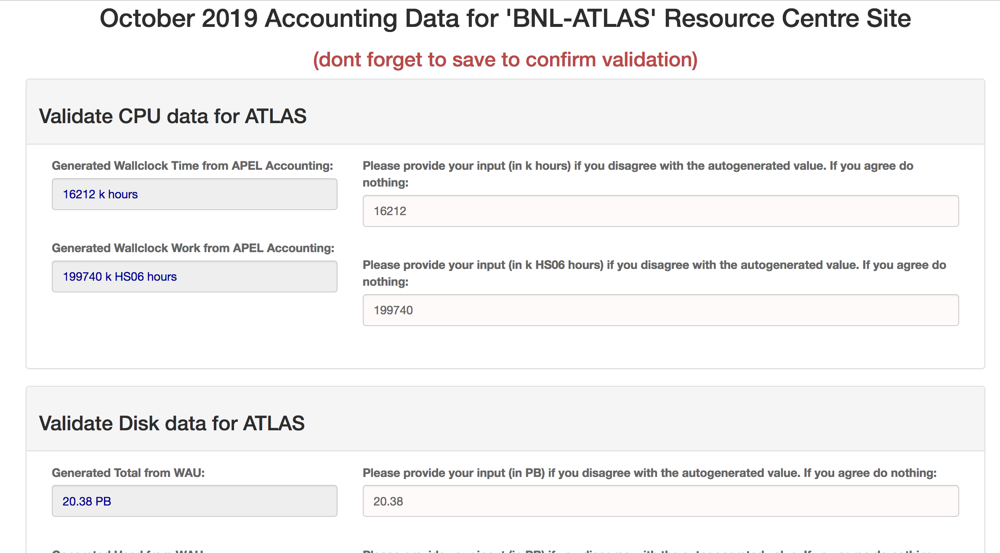 October 2019 Accounting Data for 'BNL-ATLAS' Resource Centre Site
(dont forget to save to confirm validation)
Validate CPU data for ATLAS
Generated Wallclock Time from APEL Accounting:
16212 k hours
Please provide your input (in k hours) if you disagree with the autogenerated value. If you agree do
nothing:
16212
Generated Wallclock Work from APEL Accounting:
199740 k HS06 hours
Please provide your input (in k HS06 hours) if you disagree with the autogenerated value. If you agree do
nothing:
199740
Validate Disk data for ATLAS
Generated Total from WAU:
20.38 PB
Please provide your input (in PB) if you disagree with the autogenerated value. If you agree do nothing:
20.38